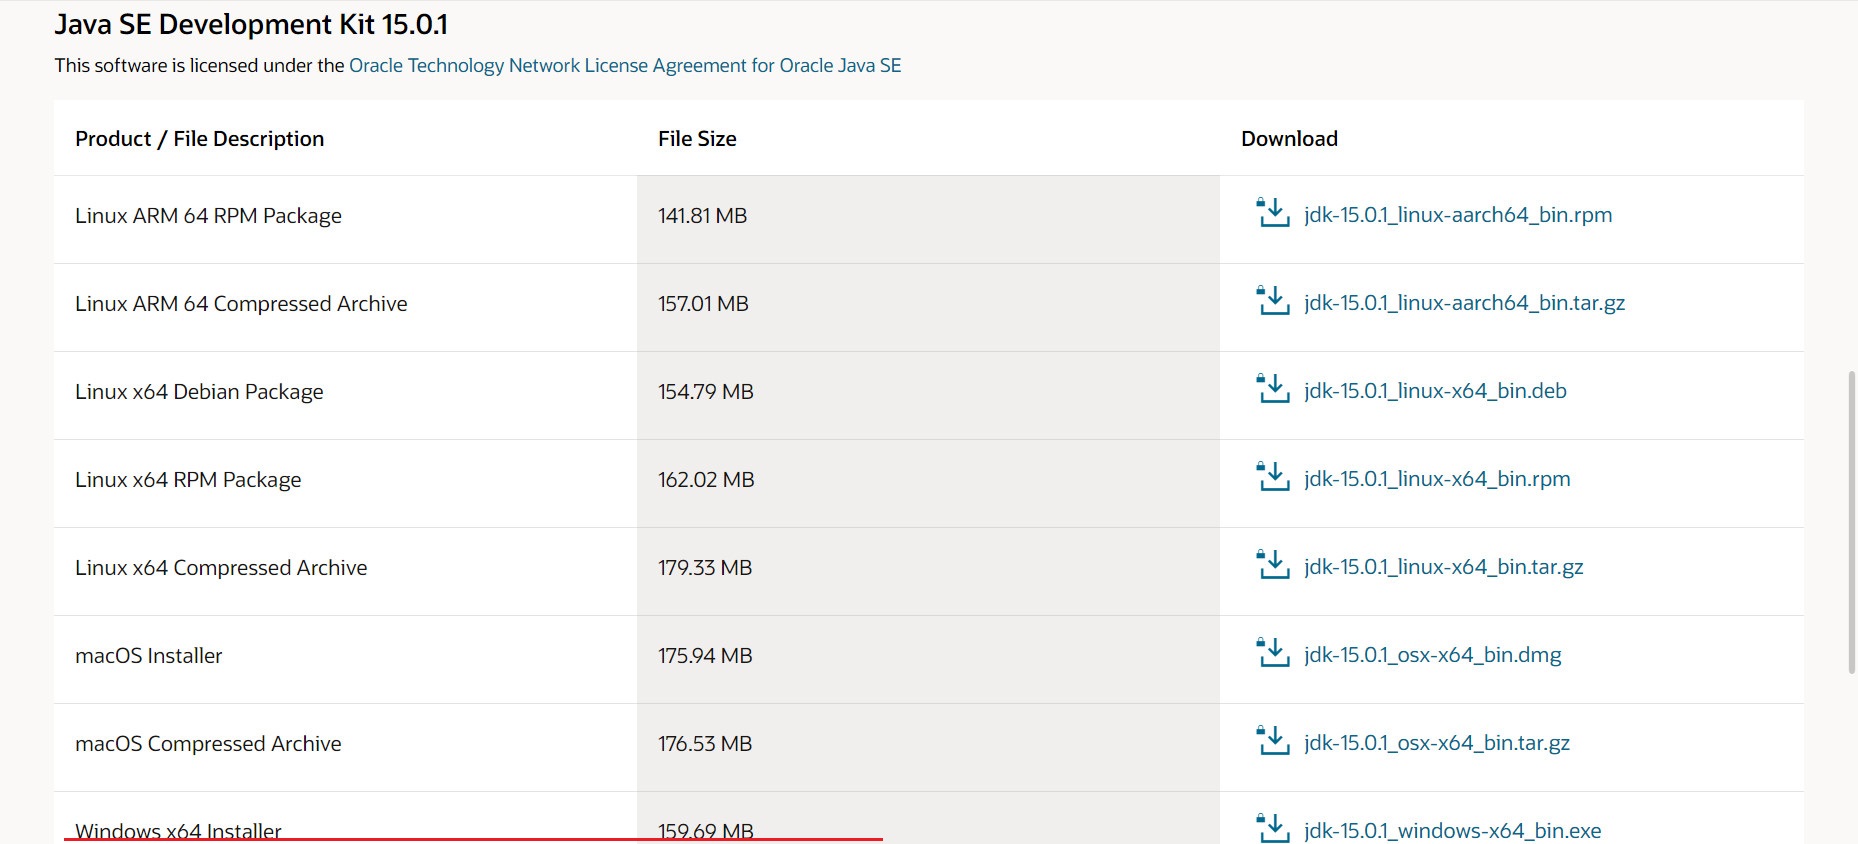 Java SE Development Kit 15.0.1
This software is licensed under the Oracle Technology Network License Agreement for Oracle Java SE
Product / File Description File Size Download
Linux ARM 64 RPM Package 141.81 MB jdk-15.0.1_linux-aarch64_bin.rpm
Linux ARM 64 Compressed Archive 157.01 MB jdk-15.0.1_linux-aarch64_bin.tar.gz
Linux x64 Debian Package 154.79 MB jdk-15.0.1_linux-x64_bin.deb
Linux x64 RPM Package 162.02 MB jdk-15.0.1_linux-x64_bin.rpm
Linux x64 Compressed Archive 179.33 MB jdk-15.0.1_linux-x64_bin.tar.gz
macOS Installer 175.94 MB jdk-15.0.1_osx-x64_bin.dmg
macOS Compressed Archive 176.53 MB jdk-15.0.1_osx-x64_bin.tar.gz
Windows x64 Installer 159.69 MB jdk-15.0.1_windows-x64_bin.exe